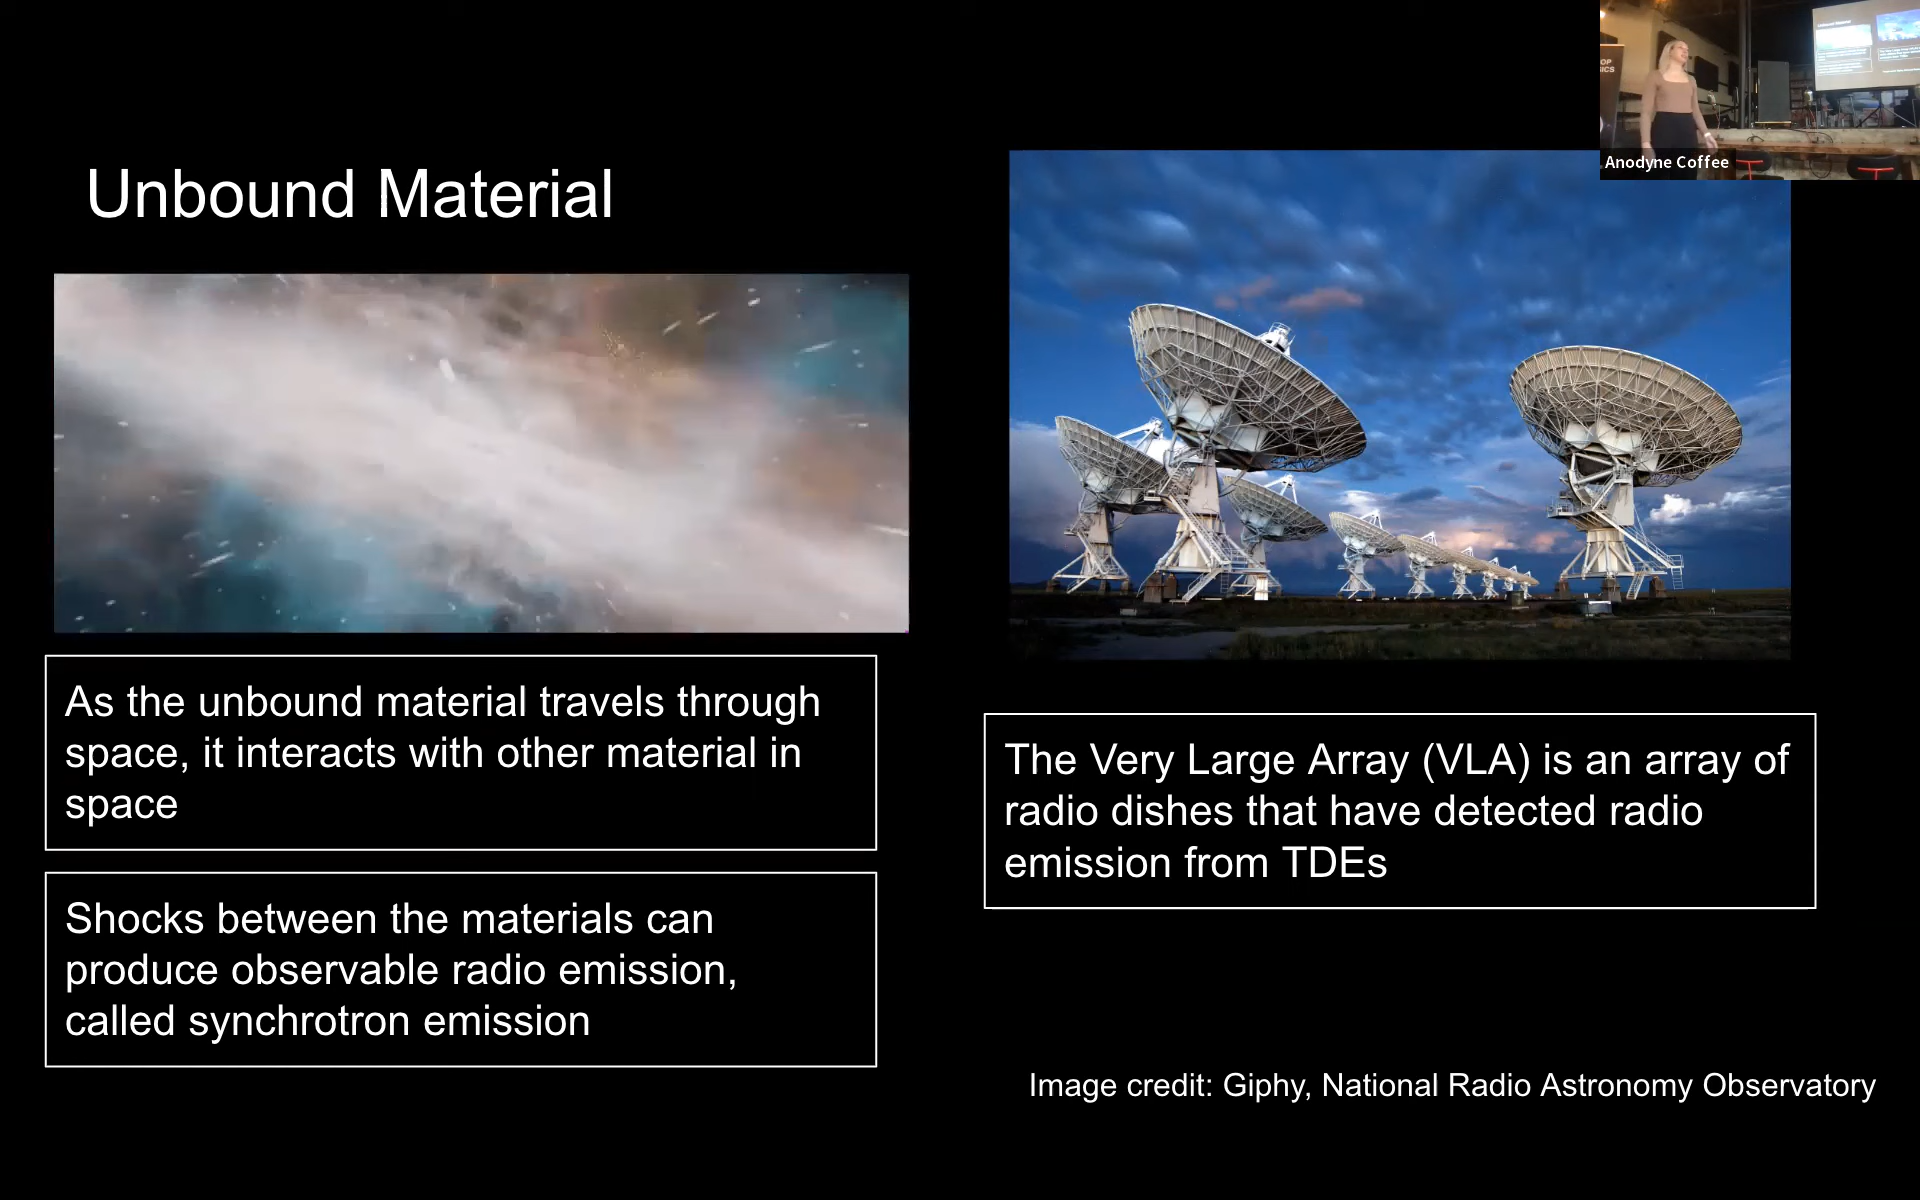 Unbound Material
As the unbound material travels through
space, it interacts with other material in
space
Shocks between the materials can
produce observable radio emission,
called synchrotron emission
The Very Large Array (VLA) is an array of
radio dishes that have detected radio
emission from TDEs
Image credit: Giphy, National Radio Astronomy Observatory
Anodyne Coffee